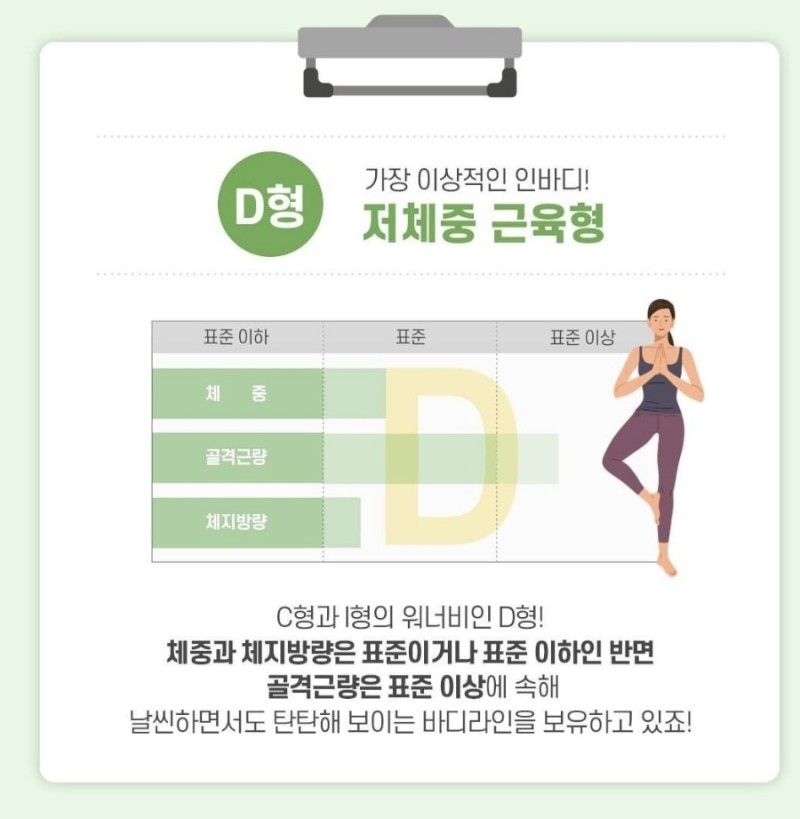 D형
가장 이상적인 인바디!
저체중 근육형
표준 이하 표준 표준 이상
체 중
골격근량
체지방량
D
C형과 I형의 워너비인 D형!
체중과 체지방량은 표준이거나 표준 이하인 반면
골격근량은 표준 이상에 속해
날씬하면서도 탄탄해 보이는 바디라인을 보유하고 있죠!